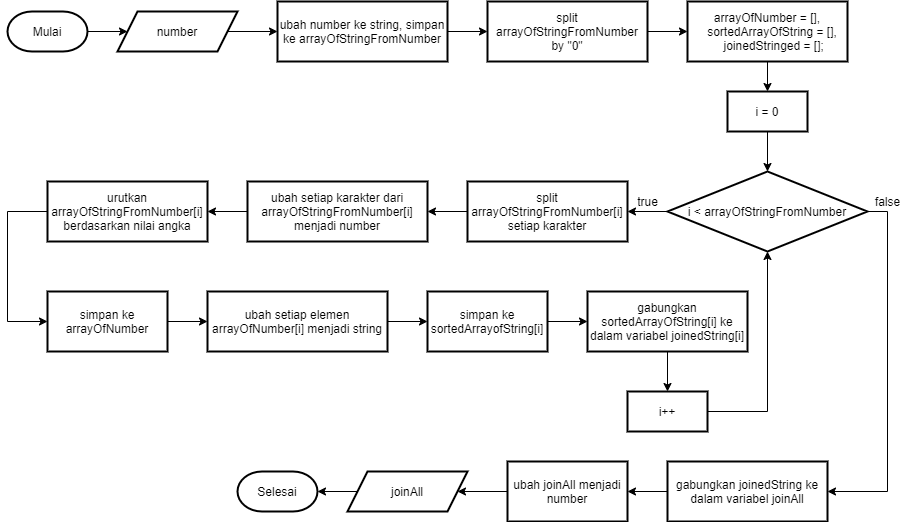 Mulai
number
ubah number ke string, simpan
ke arrayOfStringFromNumber
split
arrayOfStringFromNumber
by "0"
arrayOfNumber = [],
sortedArrayOfString = [],
joinedStringed = [];
i = 0
i < arrayOfStringFromNumber
true
false
split
arrayOfStringFromNumber[i]
setiap karakter
ubah setiap karakter dari
arrayOfStringFromNumber[i]
menjadi number
urutkan
arrayOfStringFromNumber[i]
berdasarkan nilai angka
simpan ke
arrayOfNumber
ubah setiap elemen
arrayOfNumber[i] menjadi string
simpan ke
sortedArrayofString[i]
gabungkan
sortedArrayOfString[i] ke
dalam variabel joinedString[i]
i++
gabungkan joinedString ke
dalam variabel joinAll
ubah joinAll menjadi
number
joinAll
Selesai